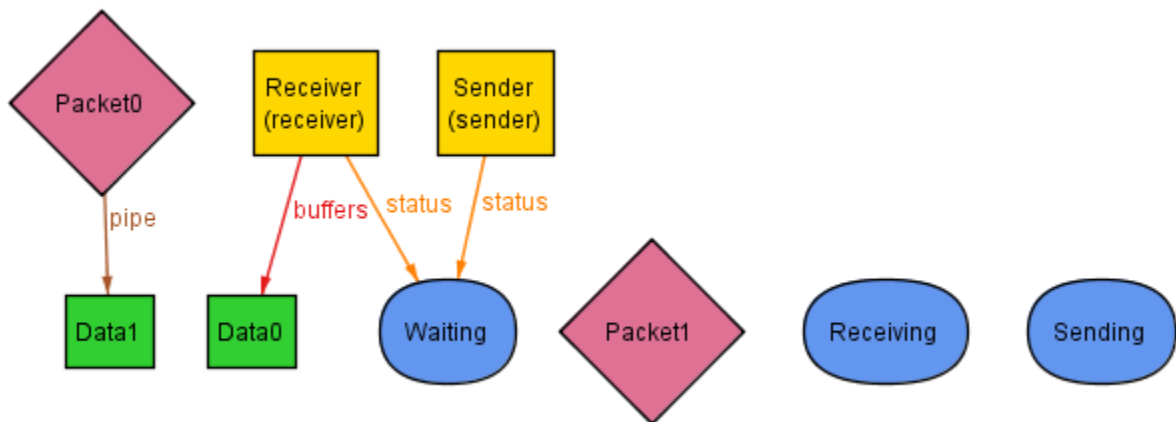 Packet0
Receiver
(receiver)
Sender
(sender)
pipe
buffers
status
status
Data1
Data0
Waiting
Packet1
Receiving
Sending